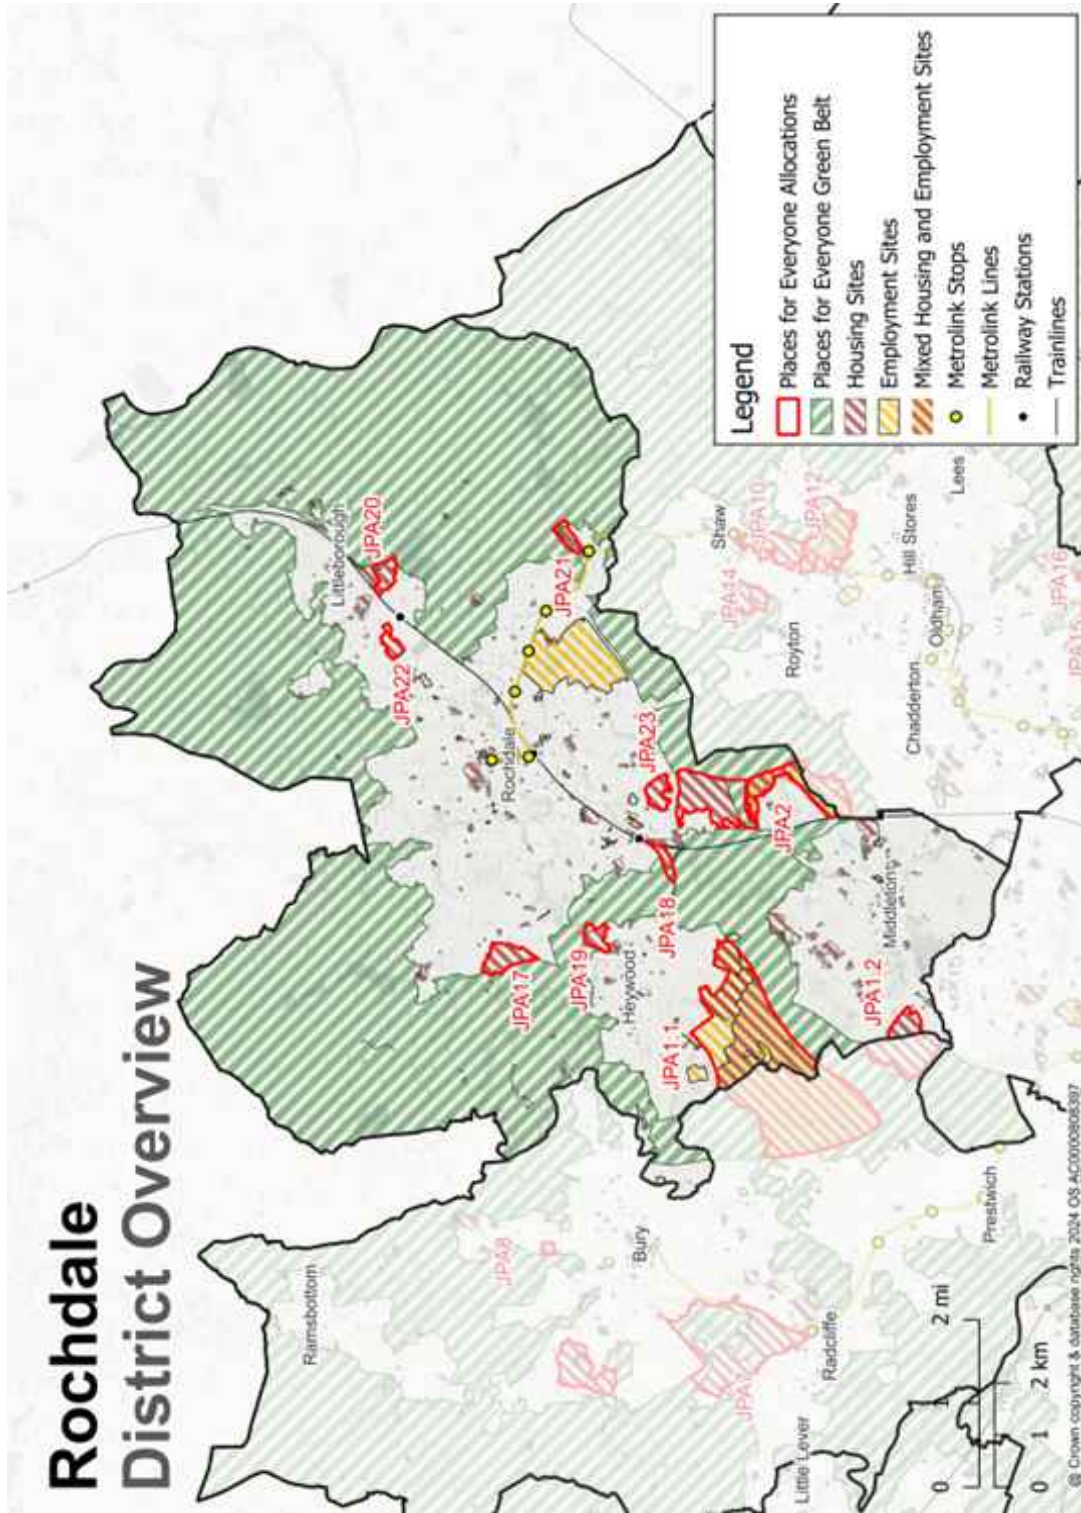 Rochdale
District Overview
Ramsbottom
JPA8
Bury
Radcliffe
Little Lever
Prestwich
JPA17
JPA19
Heywood
JPA1.1
JPA18
JPA1.2
Middleton
Littleborough
JPA20
JPA22
Rochdale
JPA21
JPA23
JPA2
Shaw
JPA14
JPA10
JPA12
Royton
Chadderton
Oldham
Hill Stores
Lees
JPA16
JPA15
Legend
Places for Everyone Allocations
Places for Everyone Green Belt
Housing Sites
Employment Sites
Mixed Housing and Employment Sites
Metrolink Stops
Metrolink Lines
Railway Stations
Trainlines
0 2 mi
0 1 2 km
© Crown copyright & database rights 2024 OS AC0000808397